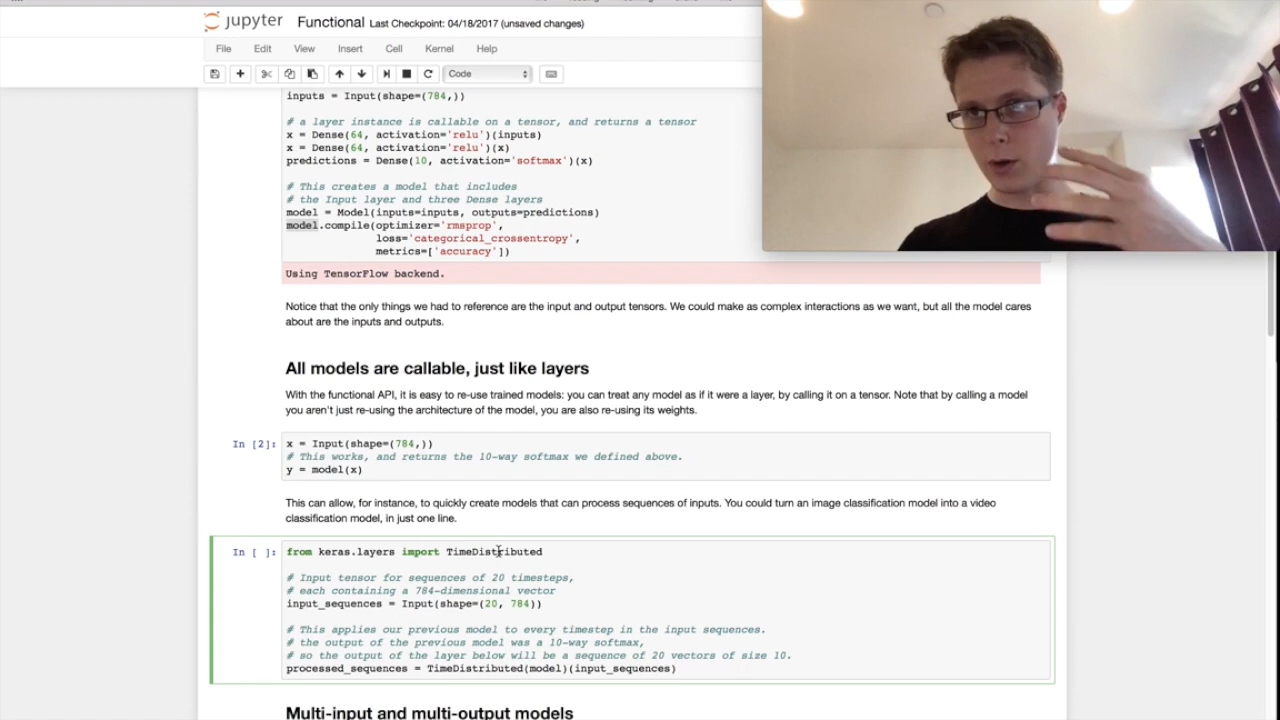 jupyter Functional Last Checkpoint: 04/18/2017 (unsaved changes)
File Edit View Insert Cell Kernel Help
Code
inputs = Input(shape=(784,))
# a layer instance is callable on a tensor, and returns a tensor
x = Dense(64, activation='relu')(inputs)
x = Dense(64, activation='relu')(x)
predictions = Dense(10, activation='softmax')(x)
# This creates a model that includes
# the Input layer and three Dense layers
model = Model(inputs=inputs, outputs=predictions)
model.compile(optimizer='rmsprop',
loss='categorical_crossentropy',
metrics=['accuracy'])
Using TensorFlow backend.
Notice that the only things we had to reference are the input and output tensors. We could make as complex interactions as we want, but all the model cares
about are the inputs and outputs.
All models are callable, just like layers
With the functional API, it is easy to re-use trained models: you can treat any model as if it were a layer, by calling it on a tensor. Note that by calling a model
you aren't just re-using the architecture of the model, you are also re-using its weights.
In [2]: x = Input(shape=(784,))
# This works, and returns the 10-way softmax we defined above.
y = model(x)
This can allow, for instance, to quickly create models that can process sequences of inputs. You could turn an image classification model into a video
classification model, in just one line.
In [ ]: from keras.layers import TimeDistributed
# Input tensor for sequences of 20 timesteps,
# each containing a 784-dimensional vector
input_sequences = Input(shape=(20, 784))
# This applies our previous model to every timestep in the input sequences.
# the output of the previous model was a 10-way softmax,
# so the output of the layer below will be a sequence of 20 vectors of size 10.
processed_sequences = TimeDistributed(model)(input_sequences)
Multi-input and multi-output models